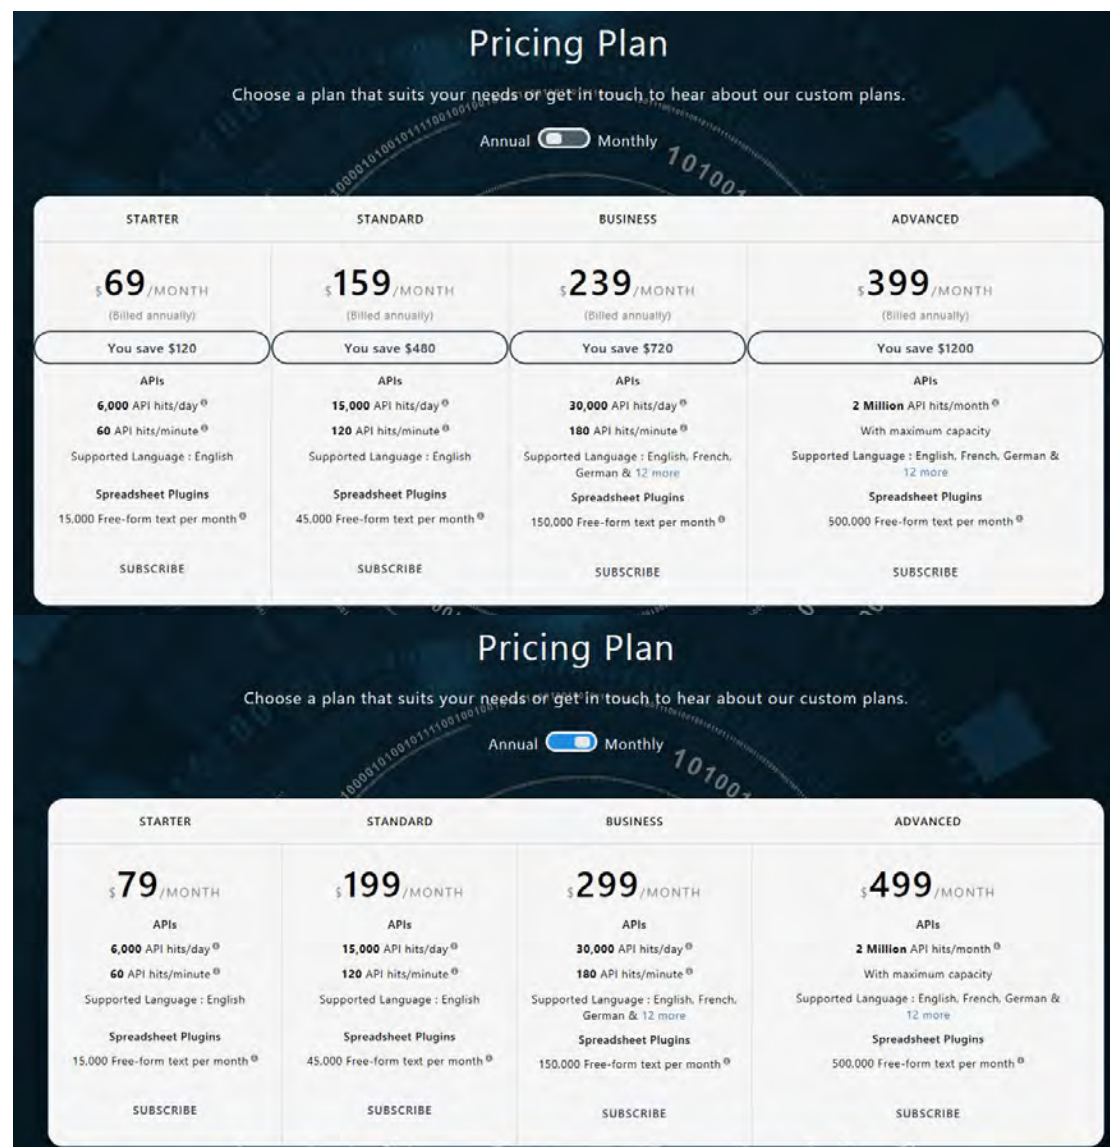 Pricing Plan
Choose a plan that suits your needs or get in touch to hear about our custom plans.
Annual Monthly
STARTER STANDARD BUSINESS ADVANCED
$69/MONTH $159/MONTH $239/MONTH $399/MONTH
(Billed annually) (Billed annually) (Billed annually) (Billed annually)
You save $120 You save $480 You save $720 You save $1200
APIs APIs APIs APIs
6,000 API hits/day 15,000 API hits/day 30,000 API hits/day 2 Million API hits/month
60 API hits/minute 120 API hits/minute 180 API hits/minute With maximum capacity
Supported Language : English Supported Language : English Supported Language : English, French, Supported Language : English, French, German &
German & 12 more 12 more
Spreadsheet Plugins Spreadsheet Plugins Spreadsheet Plugins Spreadsheet Plugins
15,000 Free-form text per month 45,000 Free-form text per month 150,000 Free-form text per month 500,000 Free-form text per month
SUBSCRIBE SUBSCRIBE SUBSCRIBE SUBSCRIBE
Pricing Plan
Choose a plan that suits your needs or get in touch to hear about our custom plans.
Annual Monthly
STARTER STANDARD BUSINESS ADVANCED
$79/MONTH $199/MONTH $299/MONTH $499/MONTH
APIs APIs APIs APIs
6,000 API hits/day 15,000 API hits/day 30,000 API hits/day 2 Million API hits/month
60 API hits/minute 120 API hits/minute 180 API hits/minute With maximum capacity
Supported Language : English Supported Language : English Supported Language : English, French, Supported Language : English, French, German &
German & 12 more 12 more
Spreadsheet Plugins Spreadsheet Plugins Spreadsheet Plugins Spreadsheet Plugins
15,000 Free-form text per month 45,000 Free-form text per month 150,000 Free-form text per month 500,000 Free-form text per month
SUBSCRIBE SUBSCRIBE SUBSCRIBE SUBSCRIBE